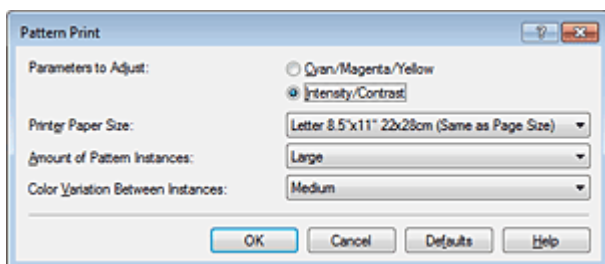 Pattern Print
Parameters to Adjust:
Cyan/Magenta/Yellow
Intensity/Contrast
Printer Paper Size: Letter 8.5"x11" 22x28cm (Same as Page Size)
Amount of Pattern Instances: Large
Color Variation Between Instances: Medium
OK Cancel Defaults Help